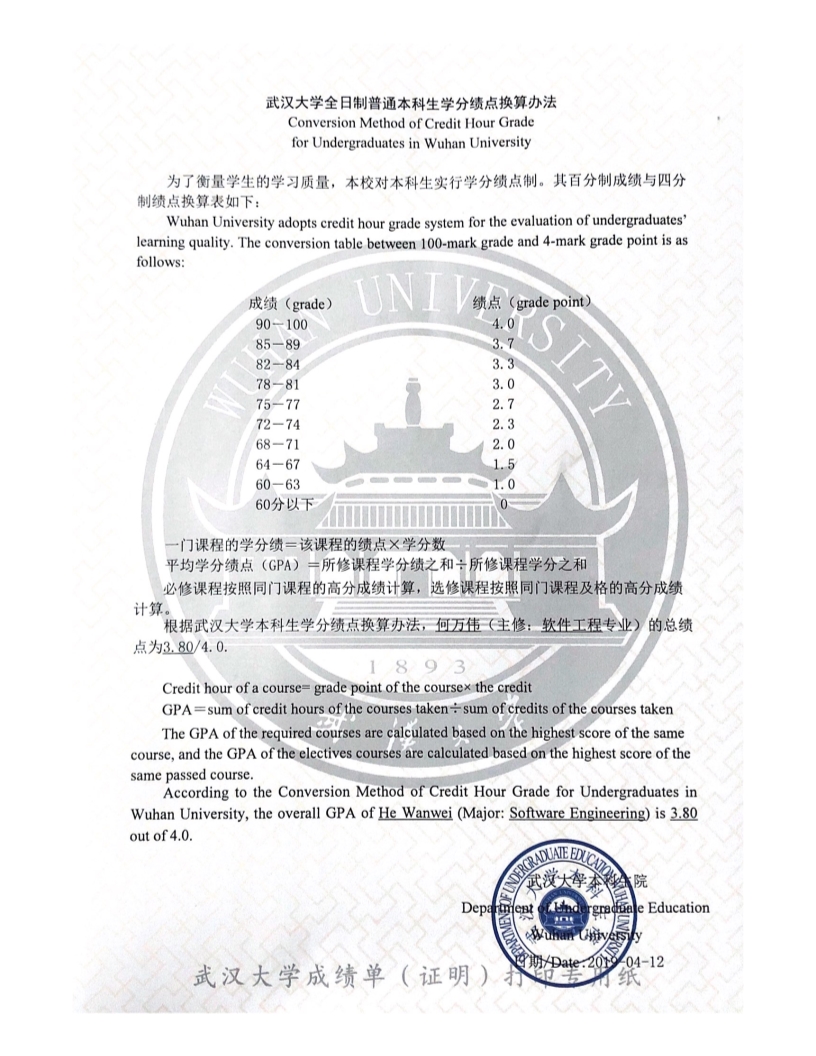 武汉大学全日制普通本科生学分绩点换算办法
Conversion Method of Credit Hour Grade
for Undergraduates in Wuhan University
为了衡量学生的学习质量，本校对本科生实行学分绩点制。其百分制成绩与四分
制绩点换算表如下：
Wuhan University adopts credit hour grade system for the evaluation of undergraduates'
learning quality. The conversion table between 100-mark grade and 4-mark grade point is as
follows:
成绩（grade） 绩点（grade point）
90－100 4.0
85－89 3.7
82－84 3.3
78－81 3.0
75－77 2.7
72－74 2.3
68－71 2.0
64－67 1.5
60－63 1.0
60分以下 0
一门课程的学分绩＝该课程的绩点×学分数
平均学分绩点（GPA）＝所修课程学分绩之和÷所修课程学分之和
必修课程按照同门课程的高分成绩计算，选修课程按照同门课程及格的高分成绩
计算。
根据武汉大学本科生学分绩点换算办法，何万伟（主修：软件工程专业）的总绩
点为3.80/4.0.
Credit hour of a course= grade point of the course× the credit
GPA＝sum of credit hours of the courses taken÷sum of credits of the courses taken
The GPA of the required courses are calculated based on the highest score of the same
course, and the GPA of the electives courses are calculated based on the highest score of the
same passed course.
According to the Conversion Method of Credit Hour Grade for Undergraduates in
Wuhan University, the overall GPA of He Wanwei (Major: Software Engineering) is 3.80
out of 4.0.
武汉大学本科生院
Department of Undergraduate Education
Wuhan University
日期/Date:2019-04-12
武汉大学成绩单（证明）打印专用纸
WUHAN UNIVERSITY
1893
武汉大学
DEPARTMENT OF UNDERGRADUATE EDUCATION WUHAN UNIVERSITY
武汉大学本科生院